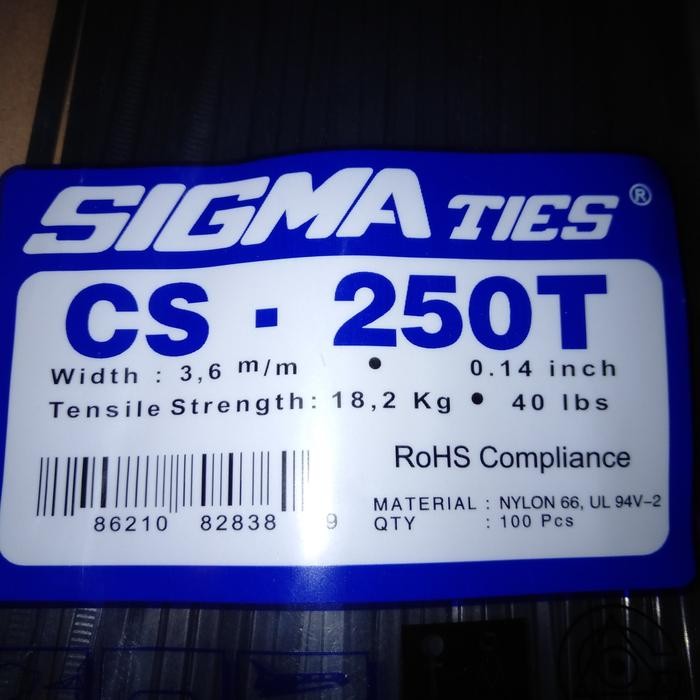 SIGMA TIES ®
CS · 250T
Width : 3,6 m/m • 0.14 inch
Tensile Strength: 18,2 Kg • 40 lbs
RoHS Compliance
86210 82838 9
MATERIAL : NYLON 66, UL 94V-2
QTY : 100 Pcs